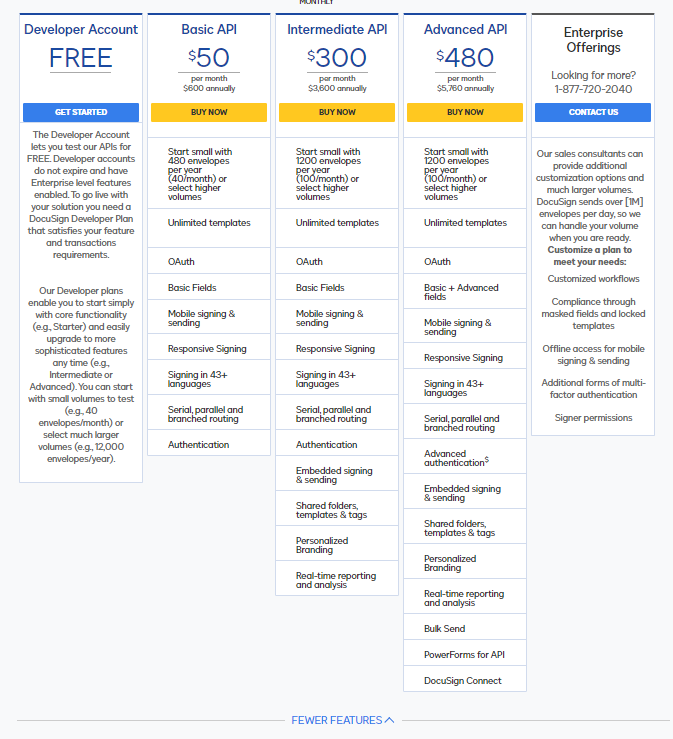 MONTHLY
Developer Account
FREE
GET STARTED
The Developer Account
lets you test our APIs for
FREE. Developer accounts
do not expire and have
Enterprise level features
enabled. To go live with
your solution you need a
DocuSign Developer Plan
that satisfies your feature
and transactions
requirements.
Our Developer plans
enable you to start simply
with core functionality
(e.g., Starter) and easily
upgrade to more
sophisticated features
any time (e.g.,
Intermediate or
Advanced). You can start
with small volumes to test
(e.g., 40
envelopes/month) or
select much larger
volumes (e.g., 12,000
envelopes/year).
Basic API
$50
per month
$600 annually
BUY NOW
Start small with
480 envelopes
per year
(40/month) or
select higher
volumes
Unlimited templates
OAuth
Basic Fields
Mobile signing &
sending
Responsive Signing
Signing in 43+
languages
Serial, parallel and
branched routing
Authentication
Intermediate API
$300
per month
$3,600 annually
BUY NOW
Start small with
1200 envelopes
per year
(100/month) or
select higher
volumes
Unlimited templates
OAuth
Basic Fields
Mobile signing &
sending
Responsive Signing
Signing in 43+
languages
Serial, parallel and
branched routing
Authentication
Embedded signing
& sending
Shared folders,
templates & tags
Personalized
Branding
Real-time reporting
and analysis
Advanced API
$480
per month
$5,760 annually
BUY NOW
Start small with
1200 envelopes
per year
(100/month) or
select higher
volumes
Unlimited templates
OAuth
Basic + Advanced
fields
Mobile signing &
sending
Responsive Signing
Signing in 43+
languages
Serial, parallel and
branched routing
Advanced
authentication$
Embedded signing
& sending
Shared folders,
templates & tags
Personalized
Branding
Real-time reporting
and analysis
Bulk Send
PowerForms for API
DocuSign Connect
Enterprise
Offerings
Looking for more?
1-877-720-2040
CONTACT US
Our sales consultants can
provide additional
customization options and
much larger volumes.
DocuSign sends over [1M]
envelopes per day, so we
can handle your volume
when you are ready.
Customize a plan to
meet your needs:
Customized workflows
Compliance through
masked fields and locked
templates
Offline access for mobile
signing & sending
Additional forms of multi-
factor authentication
Signer permissions
FEWER FEATURES